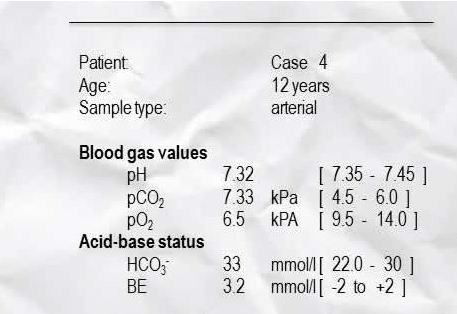 Patient: Case 4
Age: 12 years
Sample type: arterial
Blood gas values
pH 7.32 [ 7.35 - 7.45 ]
pCO₂ 7.33 kPa [ 4.5 - 6.0 ]
pO₂ 6.5 kPA [ 9.5 - 14.0 ]
Acid-base status
HCO₃⁻ 33 mmol/l [ 22.0 - 30 ]
BE 3.2 mmol/l [ -2 to +2 ]